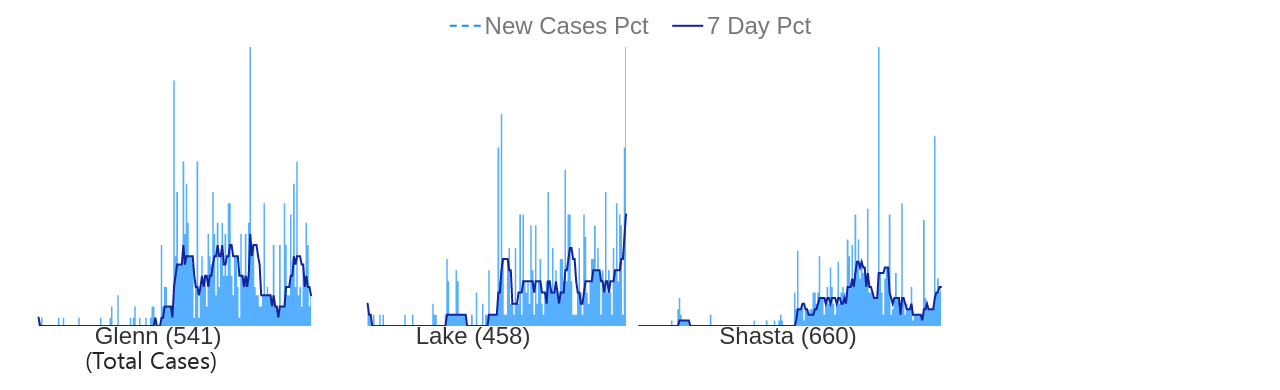 New Cases Pct 7 Day Pct
Glenn (541) Lake (458) Shasta (660)
(Total Cases)